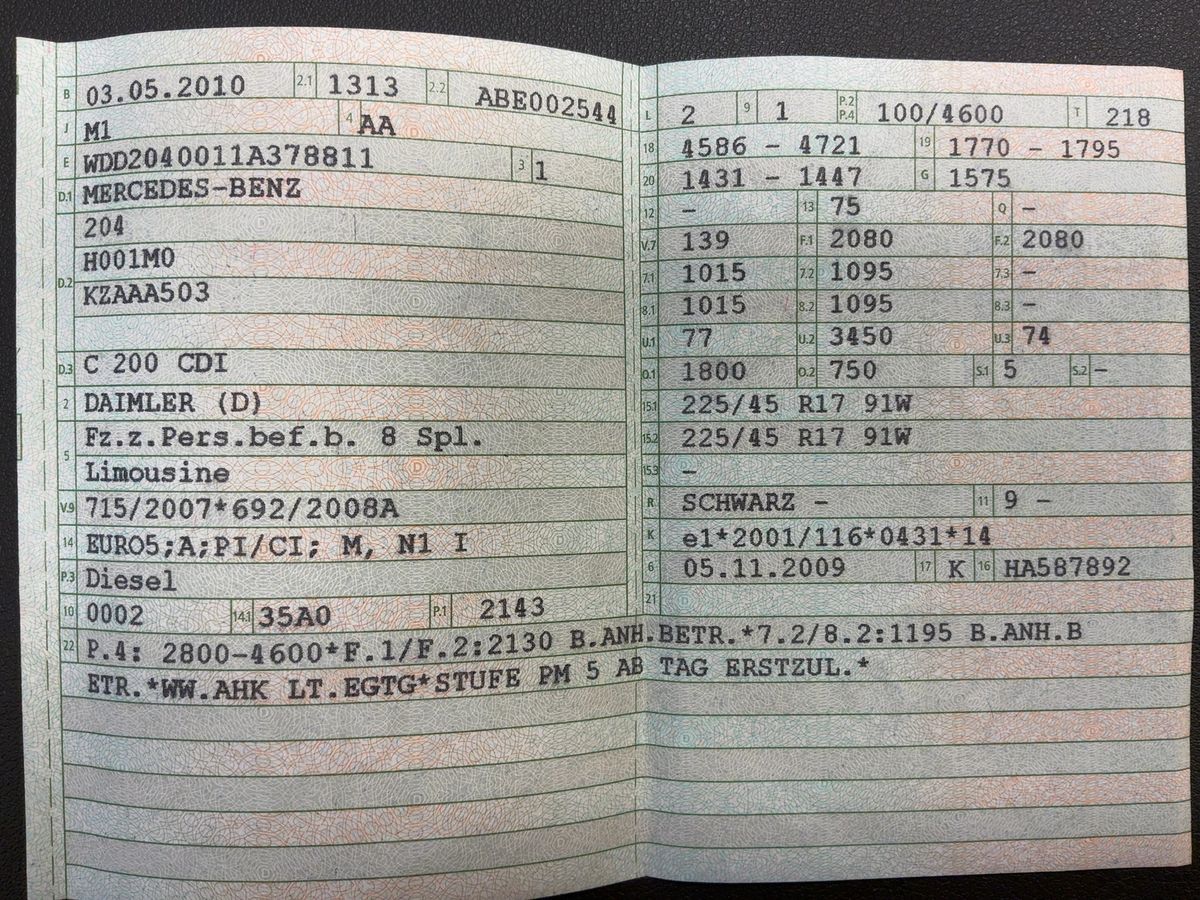 B 03.05.2010 2.1 1313 2.2 ABE002544
J M1 4 AA
E WDD2040011A378811 3 1
D.1 MERCEDES-BENZ
204
D.2 H001M0
KZAAA503
D.3 C 200 CDI
2 DAIMLER (D)
5 Fz.z.Pers.bef.b. 8 Spl.
Limousine
V.9 715/2007*692/2008A
14 EURO5;A;PI/CI; M, N1 I
P.3 Diesel
10 0002 14.1 35A0 P.1 2143
L 2 9 1 P.2 P.4 100/4600 T 218
18 4586 - 4721 19 1770 - 1795
20 1431 - 1447 G 1575
12 - 13 75 Q -
V.7 139 F.1 2080 F.2 2080
7.1 1015 7.2 1095 7.3 -
8.1 1015 8.2 1095 8.3 -
U.1 77 U.2 3450 U.3 74
O.1 1800 O.2 750 S.1 5 S.2 -
15.1 225/45 R17 91W
15.2 225/45 R17 91W
15.3 -
R SCHWARZ - 11 9 -
K e1*2001/116*0431*14
6 05.11.2009 17 K 16 HA587892
21
22 P.4: 2800-4600*F.1/F.2:2130 B.ANH.BETR.*7.2/8.2:1195 B.ANH.B
ETR.*WW.AHK LT.EGTG*STUFE PM 5 AB TAG ERSTZUL.*